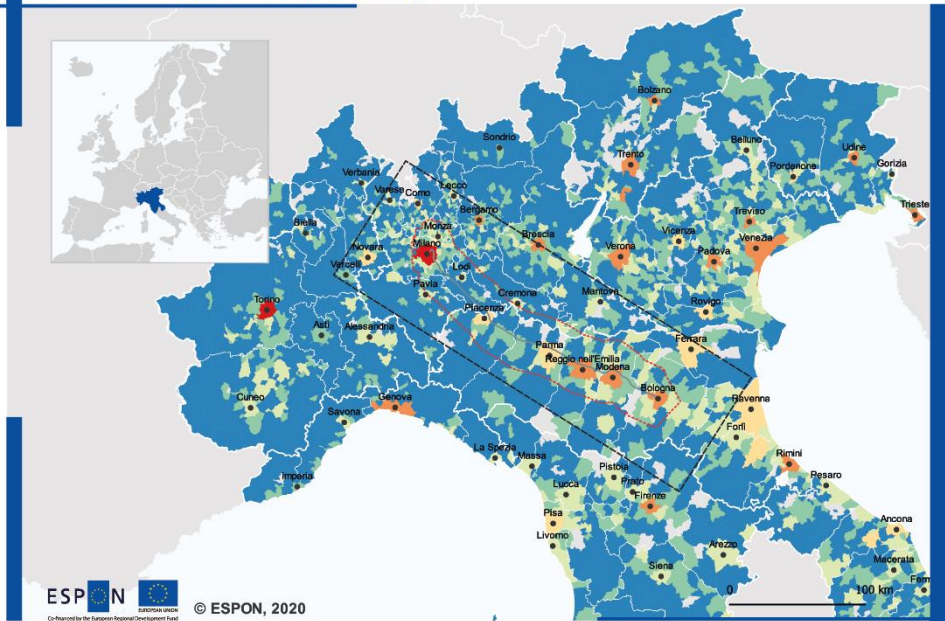 Bolzano
Sondrio
Trento
Belluno
Udine
Pordenone
Gorizia
Verbania
Varese
Como
Lecco
Bergamo
Trieste
Biella
Monza
Milano
Brescia
Treviso
Vicenza
Venezia
Novara
Verona
Padova
Vercelli
Lodi
Pavia
Mantova
Cremona
Rovigo
Torino
Piacenza
Asti
Alessandria
Parma
Ferrara
Reggio nell'Emilia
Modena
Bologna
Cuneo
Genova
Ravenna
Savona
Forlì
La Spezia
Massa
Rimini
Imperia
Pistoia
Prato
Pesaro
Lucca
Firenze
Pisa
Livorno
Ancona
Arezzo
Macerata
Siena
Ferm
0 100 km
ESPON
EUROPEAN UNION
© ESPON, 2020
Co-financed by the European Regional Development Fund